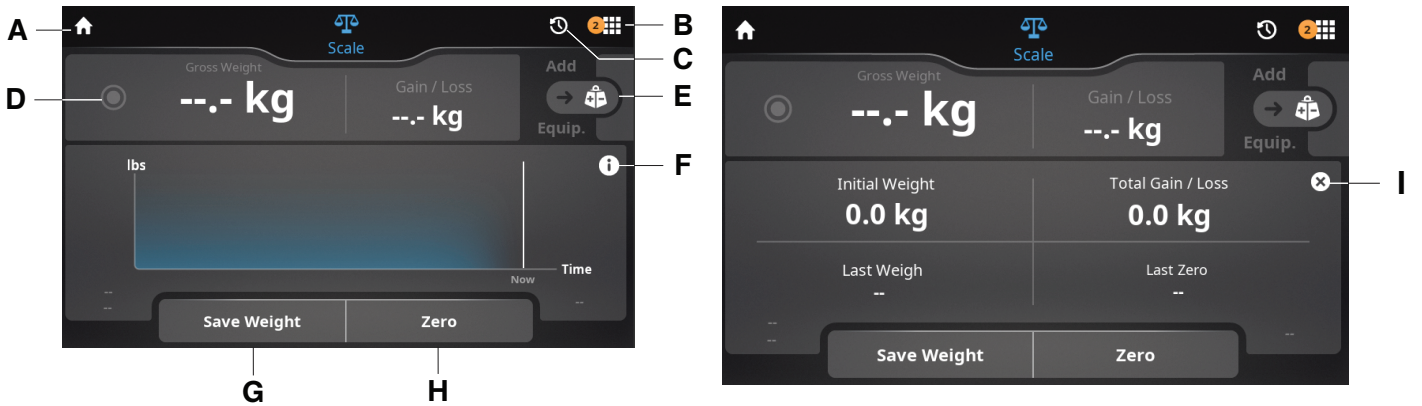 A
2
B
Scale
C
Gross Weight
Add
D
--.- kg
Gain / Loss
--.- kg
E
Equip.
lbs
F
Time
Now
--
--
--
Save Weight
Zero
G
H
2
Scale
Gross Weight
Add
--.- kg
Gain / Loss
--.- kg
Equip.
Initial Weight
Total Gain / Loss
I
0.0 kg
0.0 kg
Last Weigh
Last Zero
--
--
--
--
--
Save Weight
Zero